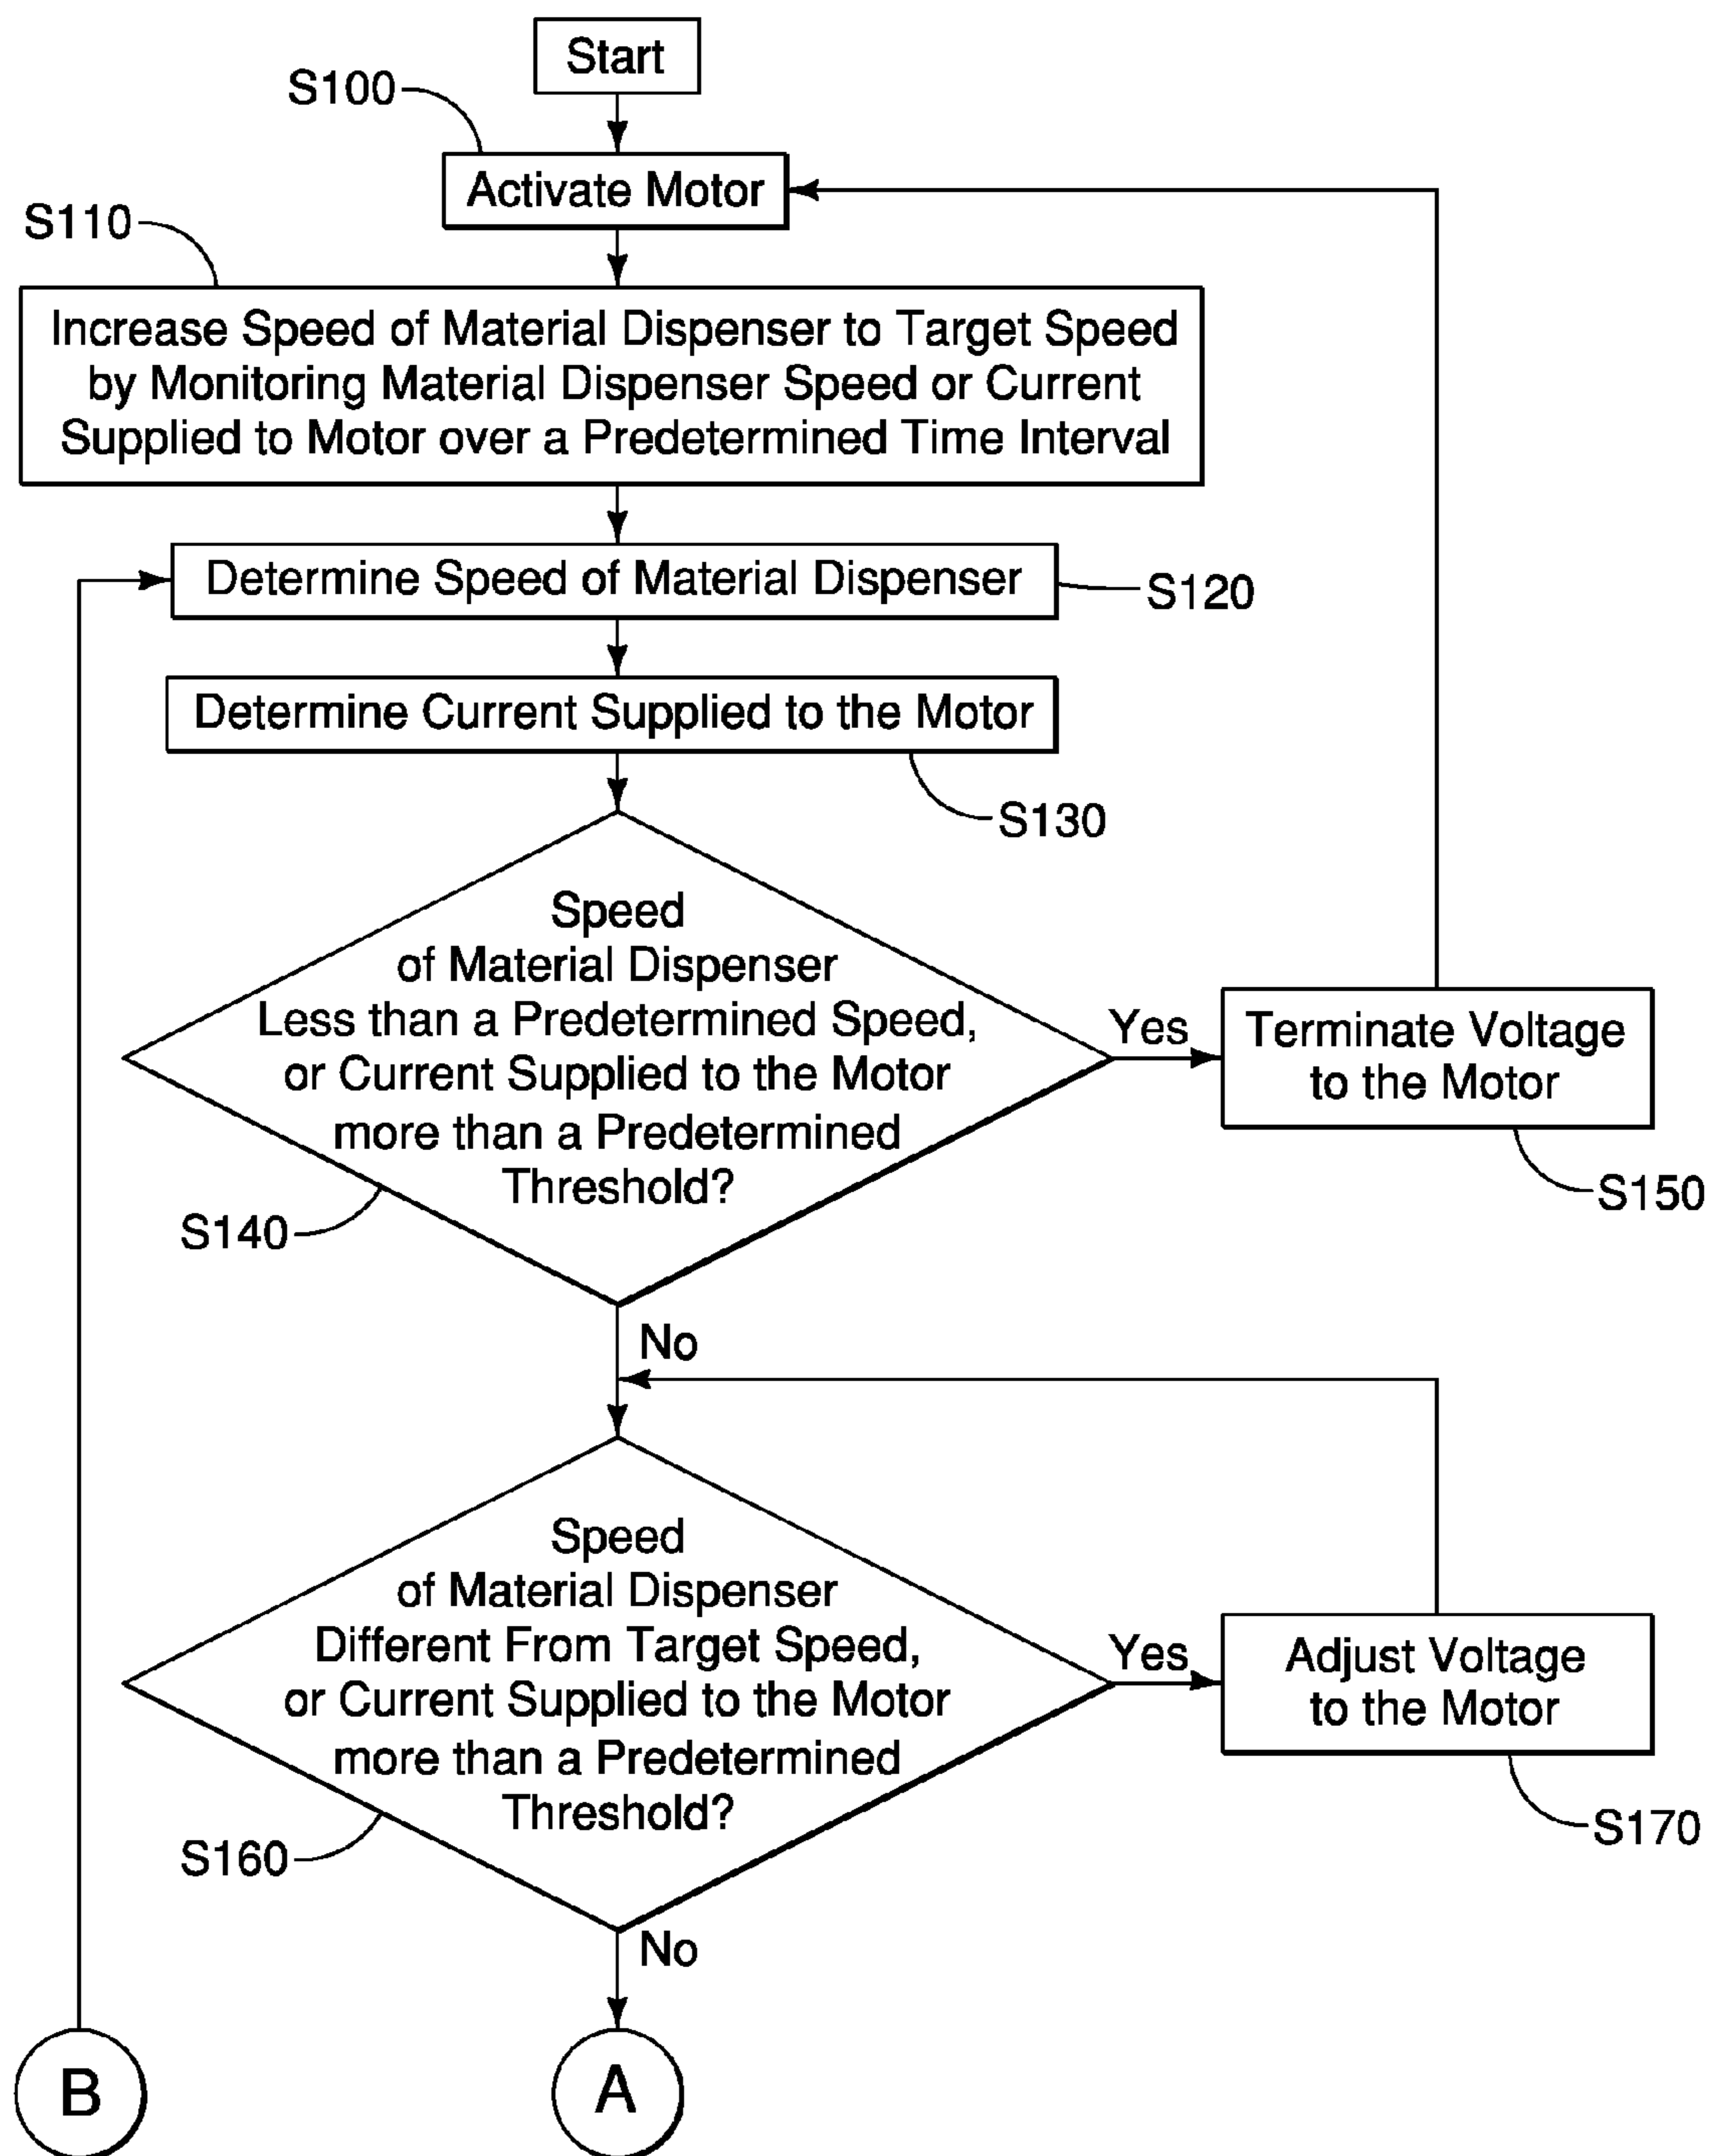 Start
S100
Activate Motor
S110
Increase Speed of Material Dispenser to Target Speed
by Monitoring Material Dispenser Speed or Current
Supplied to Motor over a Predetermined Time Interval
Determine Speed of Material Dispenser
S120
Determine Current Supplied to the Motor
S130
Speed
of Material Dispenser
Less than a Predetermined Speed,
or Current Supplied to the Motor
more than a Predetermined
Threshold?
S140
Yes
Terminate Voltage
to the Motor
S150
No
Speed
of Material Dispenser
Different From Target Speed,
or Current Supplied to the Motor
more than a Predetermined
Threshold?
S160
Yes
Adjust Voltage
to the Motor
S170
No
B
A